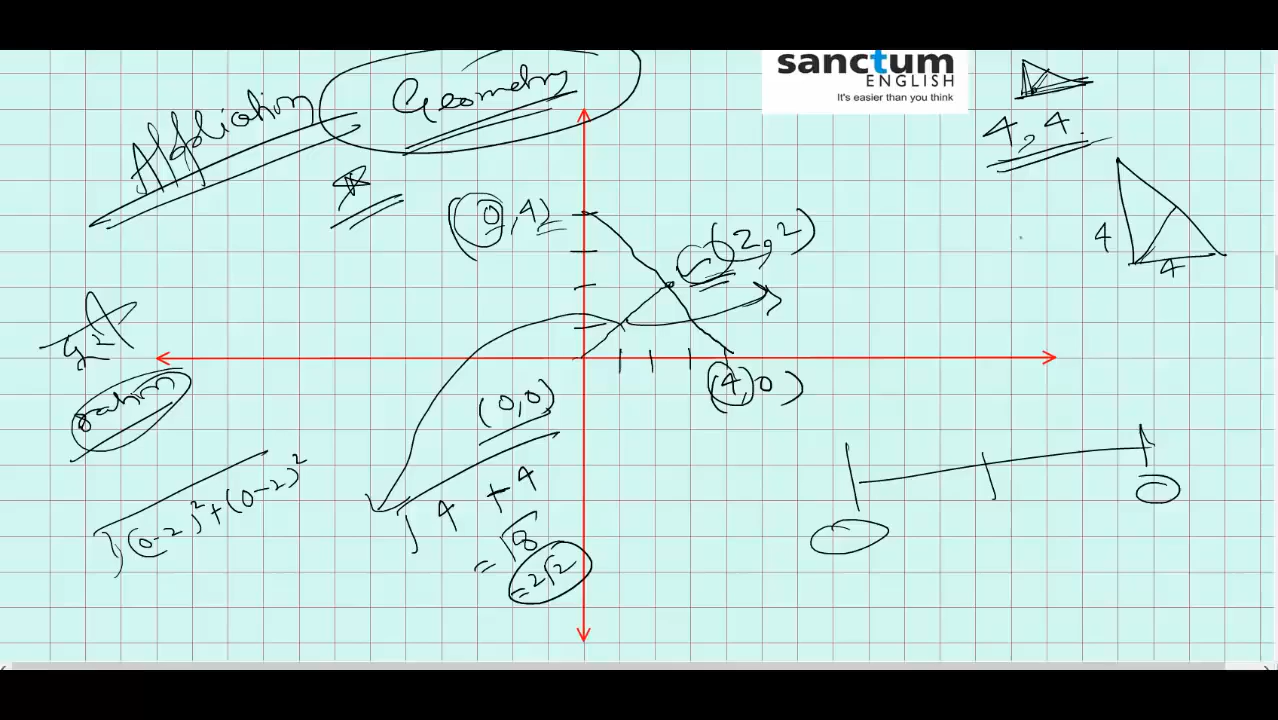 sanctum
ENGLISH
It's easier than you think
Application Geometry
4, 4.
(0, 4)
(2, 2)
4
4
(4, 0)
(0, 0)
√(0-2)²+(0-2)²
√4 + 4
= √8
= 2√2